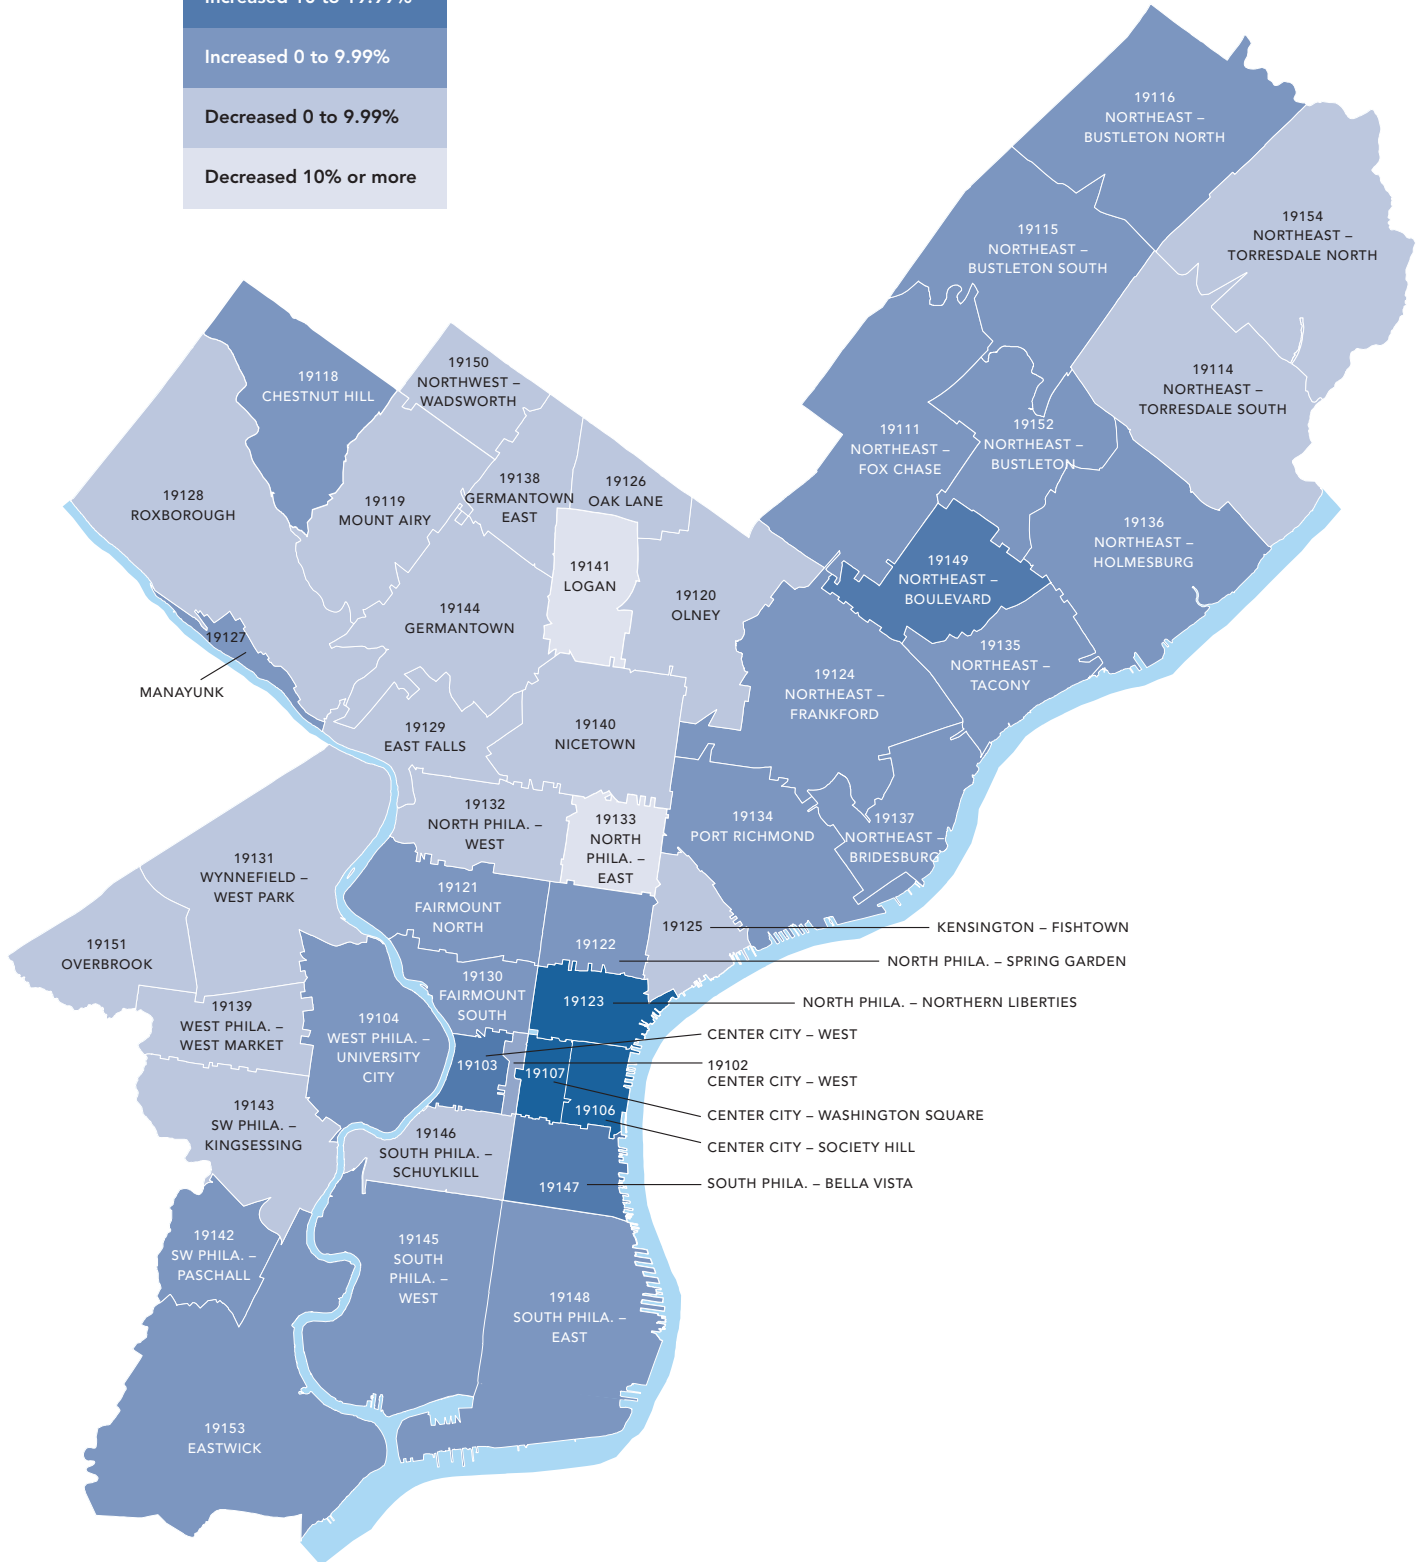 Increased 10 to 19.99%
Increased 0 to 9.99%
Decreased 0 to 9.99%
Decreased 10% or more
19116
NORTHEAST –
BUSTLETON NORTH
19154
NORTHEAST –
TORRESDALE NORTH
19115
NORTHEAST –
BUSTLETON SOUTH
19114
NORTHEAST –
TORRESDALE SOUTH
19118
CHESTNUT HILL
19150
NORTHWEST –
WADSWORTH
19111
NORTHEAST –
FOX CHASE
19152
NORTHEAST –
BUSTLETON
19128
ROXBOROUGH
19119
MOUNT AIRY
19138
GERMANTOWN
EAST
19126
OAK LANE
19136
NORTHEAST –
HOLMESBURG
19149
NORTHEAST –
BOULEVARD
19141
LOGAN
19144
GERMANTOWN
19120
OLNEY
19127
MANAYUNK
19135
NORTHEAST –
TACONY
19124
NORTHEAST –
FRANKFORD
19129
EAST FALLS
19140
NICETOWN
19132
NORTH PHILA. –
WEST
19133
NORTH
PHILA. –
EAST
19134
PORT RICHMOND
19137
NORTHEAST –
BRIDESBURG
19131
WYNNEFIELD –
WEST PARK
19121
FAIRMOUNT
NORTH
19125
KENSINGTON – FISHTOWN
19151
OVERBROOK
19122
NORTH PHILA. – SPRING GARDEN
19130
FAIRMOUNT
SOUTH
19123
NORTH PHILA. – NORTHERN LIBERTIES
19139
WEST PHILA. –
WEST MARKET
19104
WEST PHILA. –
UNIVERSITY
CITY
CENTER CITY – WEST
19103
19102
CENTER CITY – WEST
19107
CENTER CITY – WASHINGTON SQUARE
19106
CENTER CITY – SOCIETY HILL
19143
SW PHILA. –
KINGSESSING
19146
SOUTH PHILA. –
SCHUYLKILL
19147
SOUTH PHILA. – BELLA VISTA
19142
SW PHILA. –
PASCHALL
19145
SOUTH
PHILA. –
WEST
19148
SOUTH PHILA. –
EAST
19153
EASTWICK